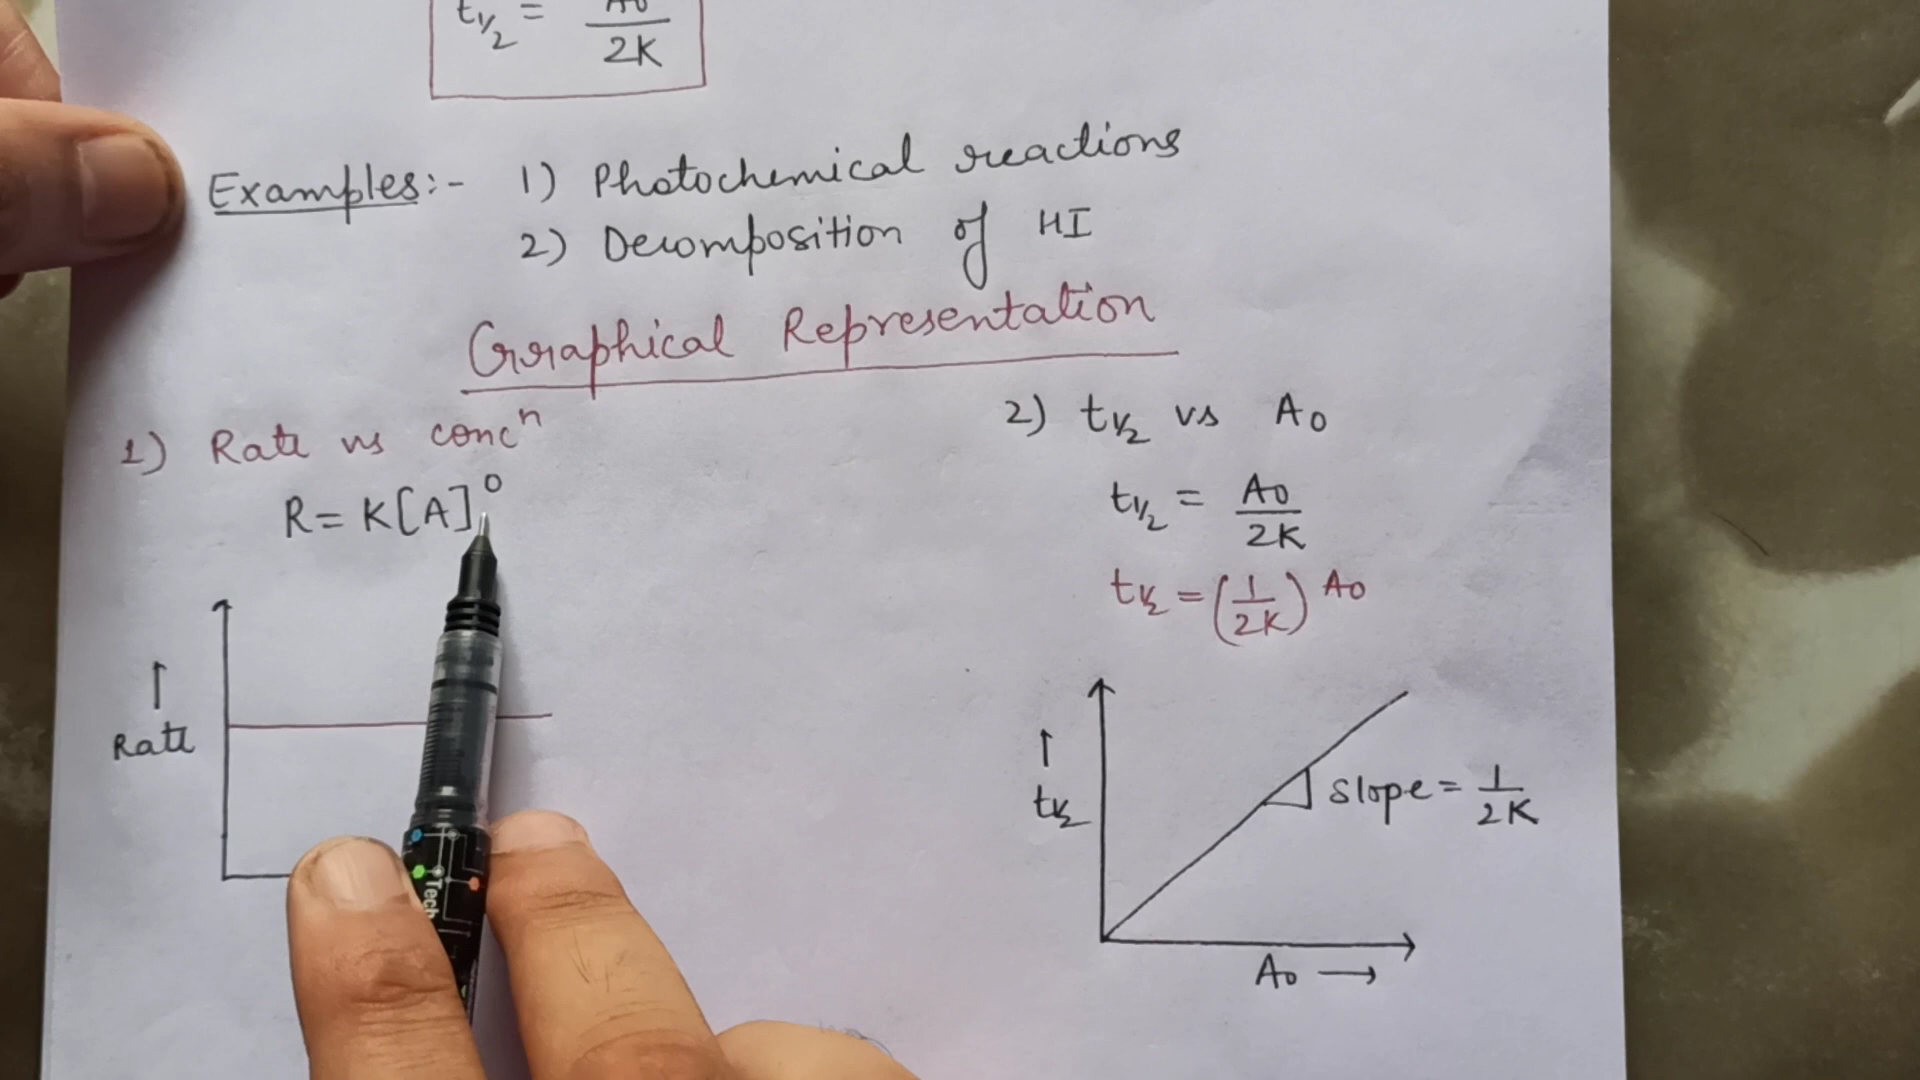 t1/2 = A0/2K
Examples:- 1) Photochemical reactions
2) Decomposition of HI
Graphical Representation
1) Rate vs concⁿ
R = K[A]⁰
↑
Rate
2) t1/2 vs A0
t1/2 = A0/2K
t1/2 = (1/2K) A0
↑
t1/2
slope = 1/2K
A0 →
Tech